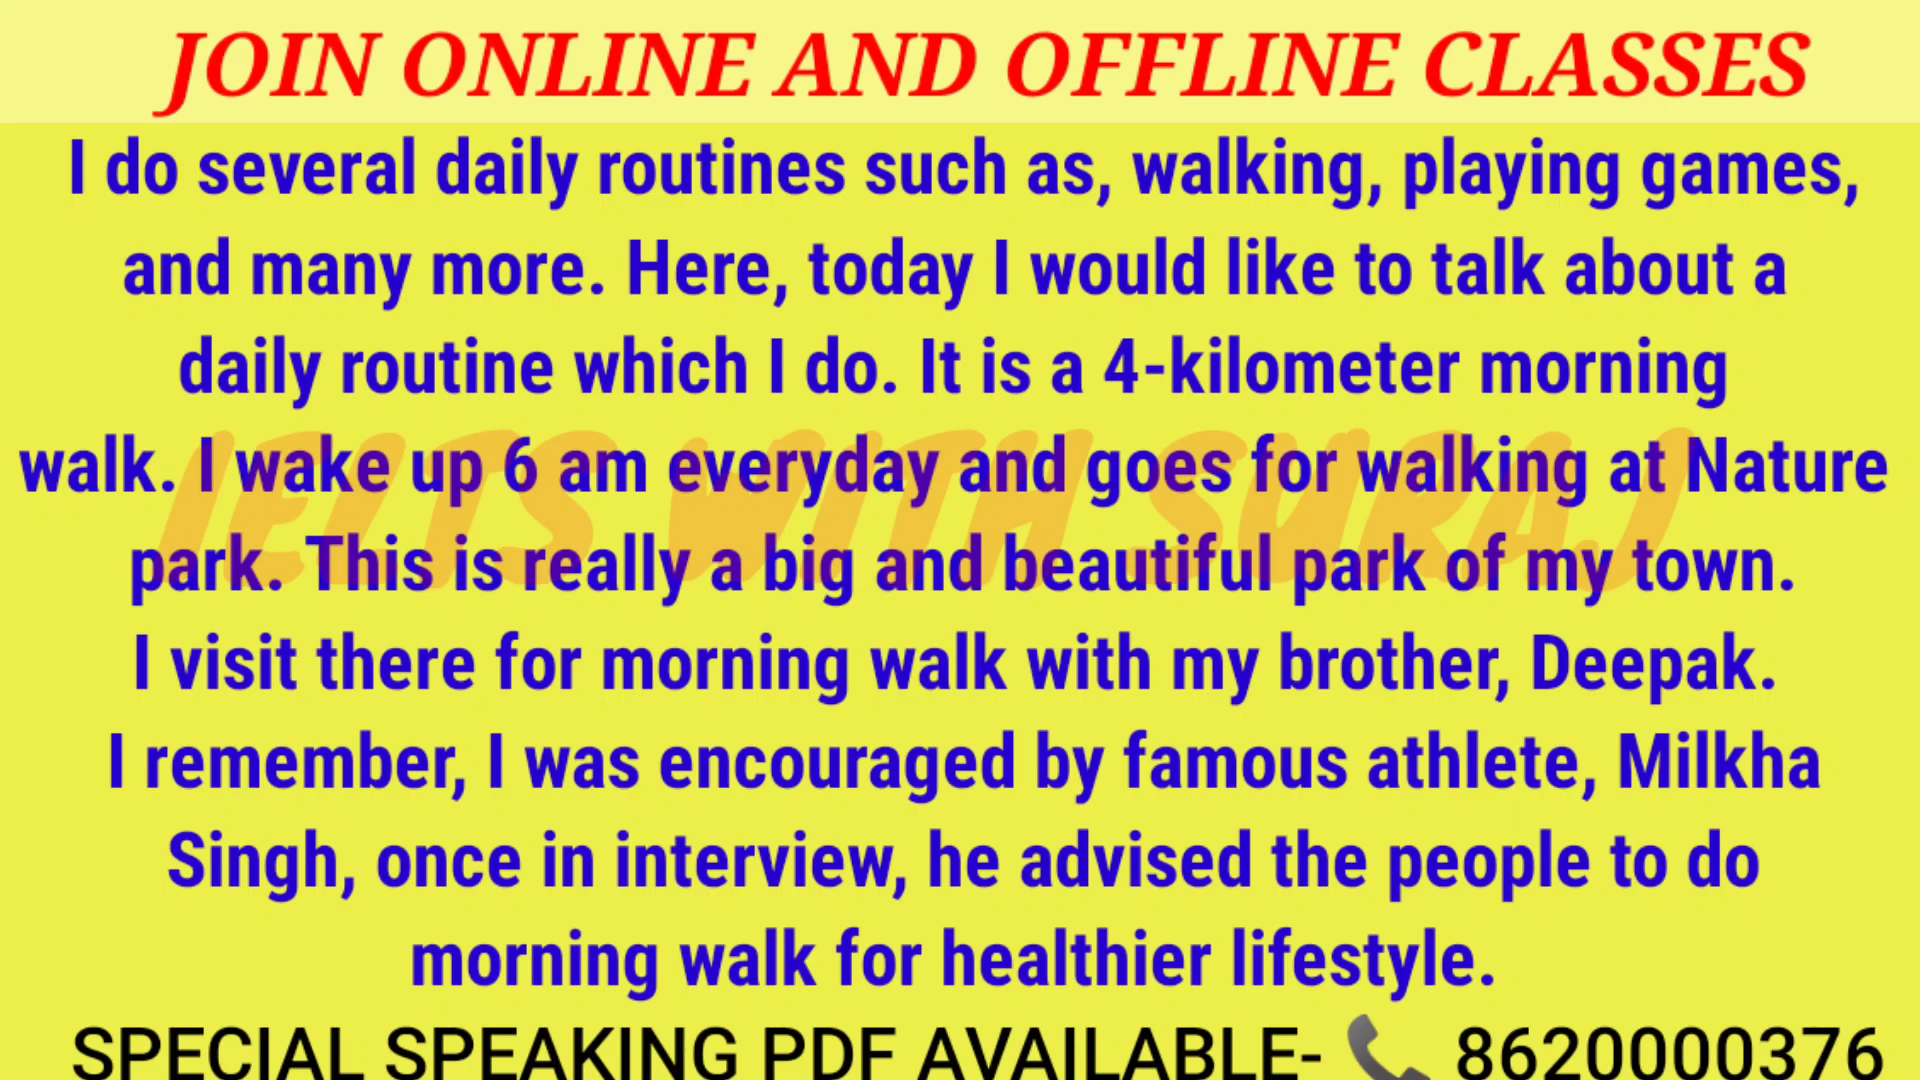 JOIN ONLINE AND OFFLINE CLASSES
I do several daily routines such as, walking, playing games,
and many more. Here, today I would like to talk about a
daily routine which I do. It is a 4-kilometer morning
walk. I wake up 6 am everyday and goes for walking at Nature
IELTS WITH SURAJ
park. This is really a big and beautiful park of my town.
I visit there for morning walk with my brother, Deepak.
I remember, I was encouraged by famous athlete, Milkha
Singh, once in interview, he advised the people to do
morning walk for healthier lifestyle.
SPECIAL SPEAKING PDF AVAILABLE- 📞 8620000376